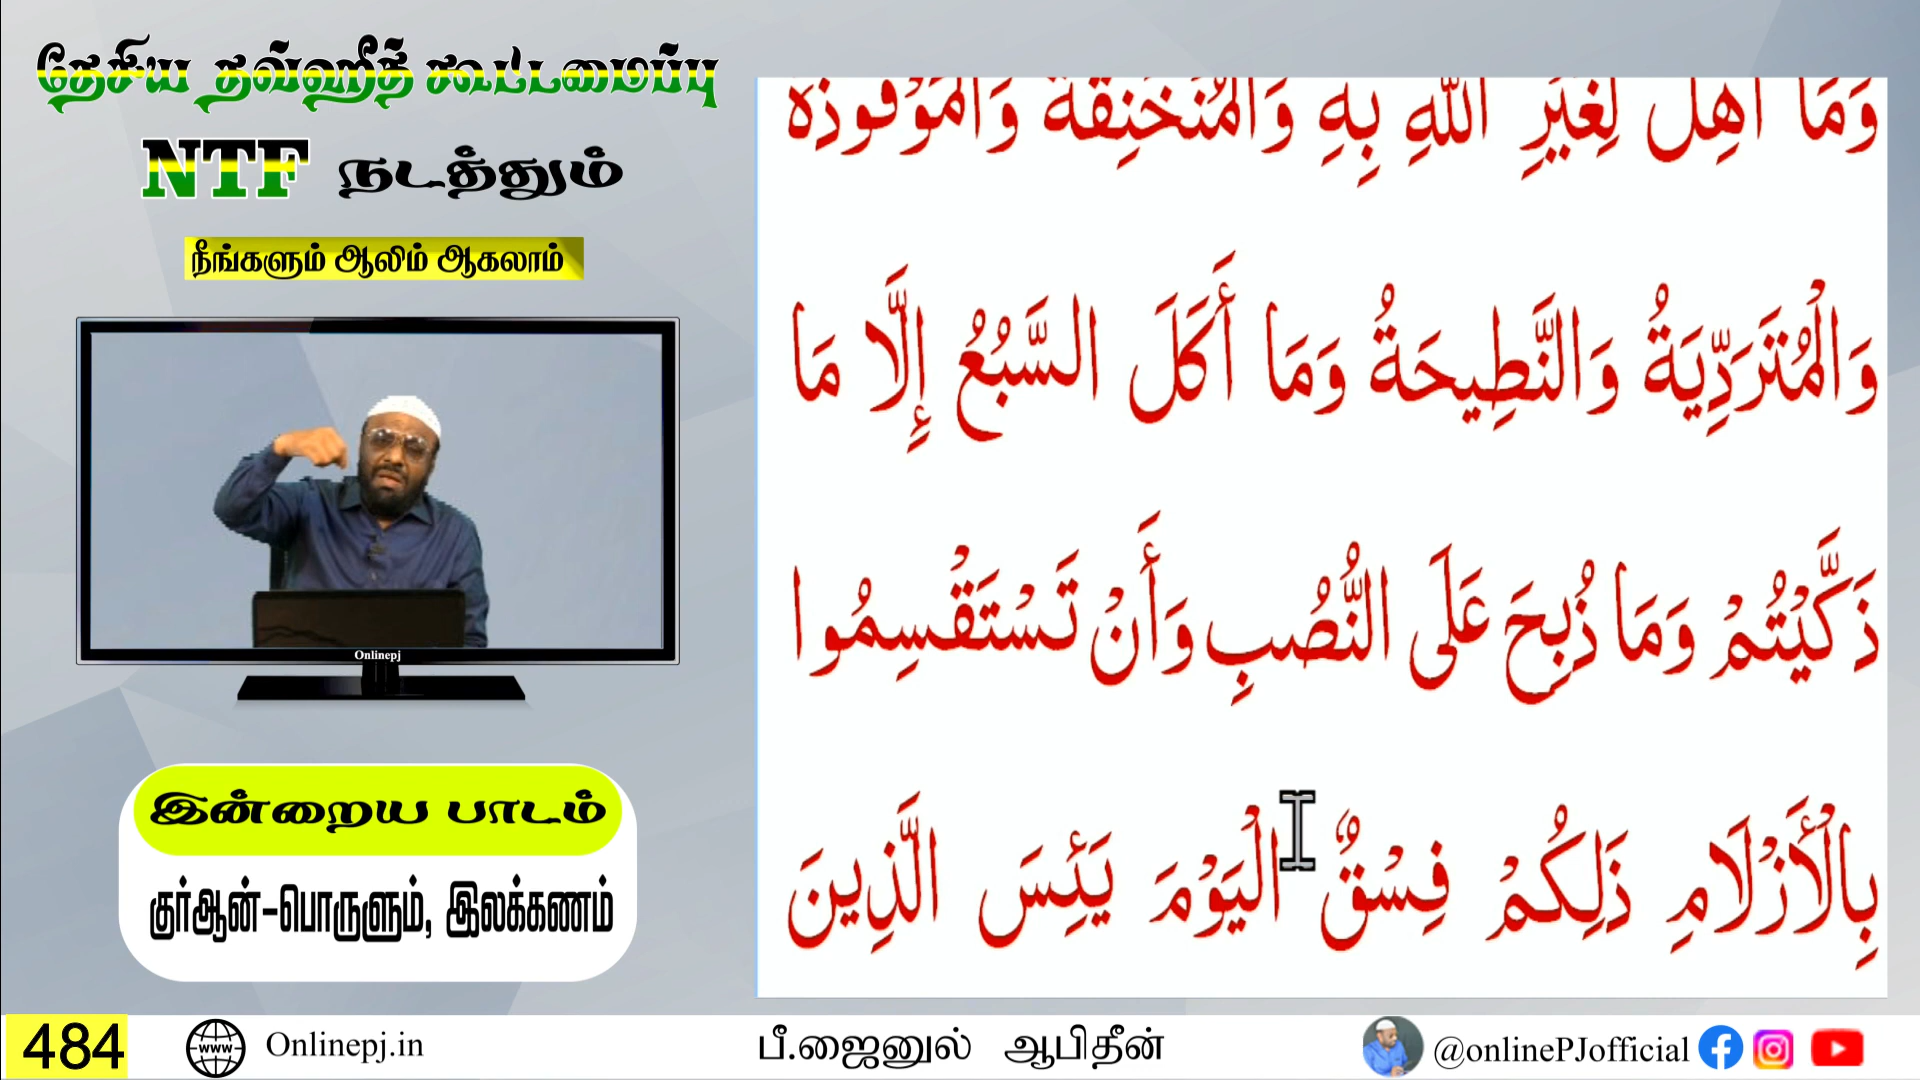 தேசிய தவ்ஹீத் கூட்டமைப்பு
NTF நடத்தும்
நீங்களும் ஆலிம் ஆகலாம்
Onlinepj
இன்றைய பாடம்
குர்ஆன்-பொருளும், இலக்கணம்
وَمَا أُهِلَّ لِغَيْرِ اللَّهِ بِهِ وَالْمُنْخَنِقَةُ وَالْمَوْقُوذَةُ
وَالْمُتَرَدِّيَةُ وَالنَّطِيحَةُ وَمَا أَكَلَ السَّبُعُ إِلَّا مَا
ذَكَّيْتُمْ وَمَا ذُبِحَ عَلَى النُّصُبِ وَأَنْ تَسْتَقْسِمُوا
بِالْأَزْلَامِ ذَلِكُمْ فِسْقٌ الْيَوْمَ يَئِسَ الَّذِينَ
484
www
Onlinepj.in
பீ.ஜைனுல் ஆபிதீன்
@onlinePJofficial